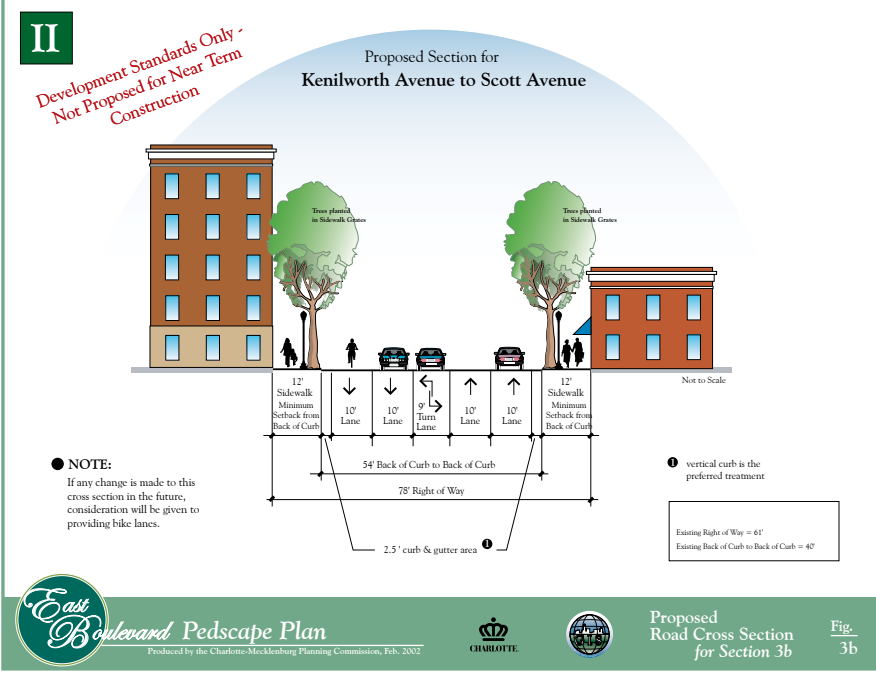 II
Development Standards Only -
Not Proposed for Near Term
Construction
Proposed Section for
Kenilworth Avenue to Scott Avenue
Trees planted
in Sidewalk Grates
Trees planted
in Sidewalk Grates
Not to Scale
12'
Sidewalk
Minimum
Setback from
Back of Curb
10'
Lane
10'
Lane
9'
Turn
Lane
10'
Lane
10'
Lane
12'
Sidewalk
Minimum
Setback from
Back of Curb
54' Back of Curb to Back of Curb
78' Right of Way
2.5 ' curb & gutter area 1
NOTE:
If any change is made to this
cross section in the future,
consideration will be given to
providing bike lanes.
1 vertical curb is the
preferred treatment
Existing Right of Way = 61'
Existing Back of Curb to Back of Curb = 40'
East
Boulevard Pedscape Plan
Produced by the Charlotte-Mecklenburg Planning Commission, Feb. 2002
CHARLOTTE.
Proposed
Road Cross Section
for Section 3b
Fig.
3b